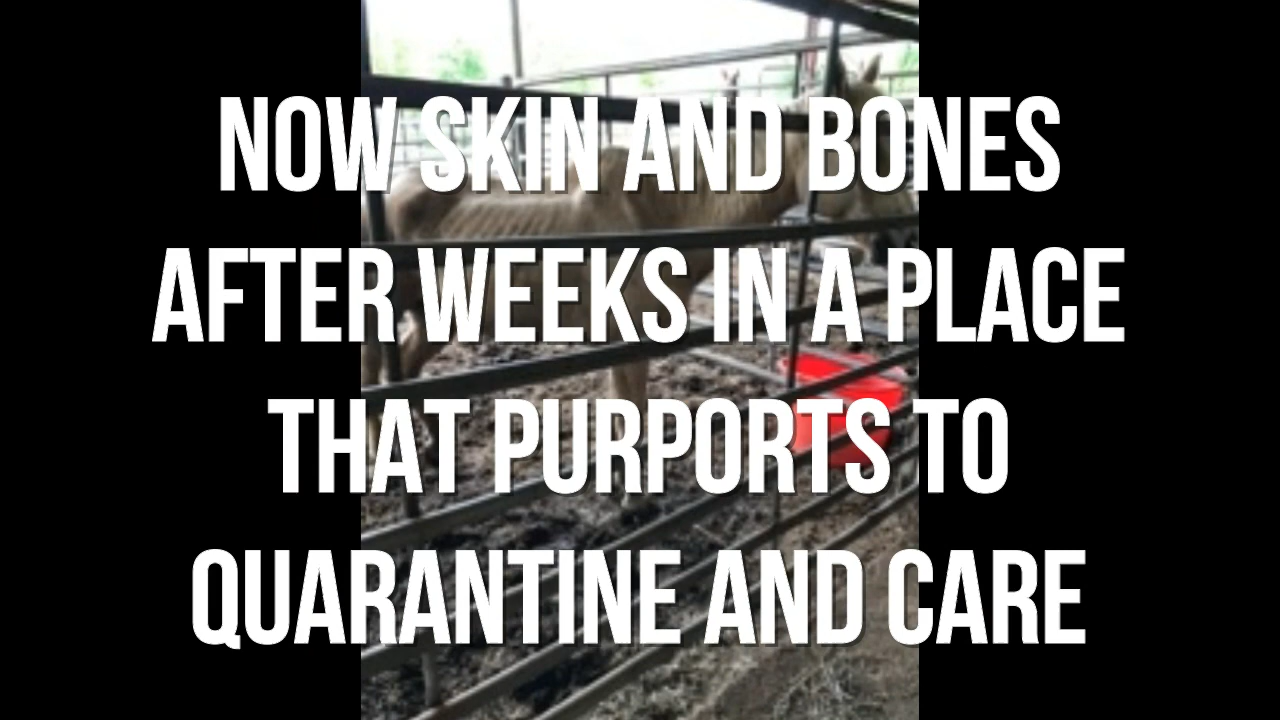 NOW SKIN AND BONES
AFTER WEEKS IN A PLACE
THAT PURPORTS TO
QUARANTINE AND CARE